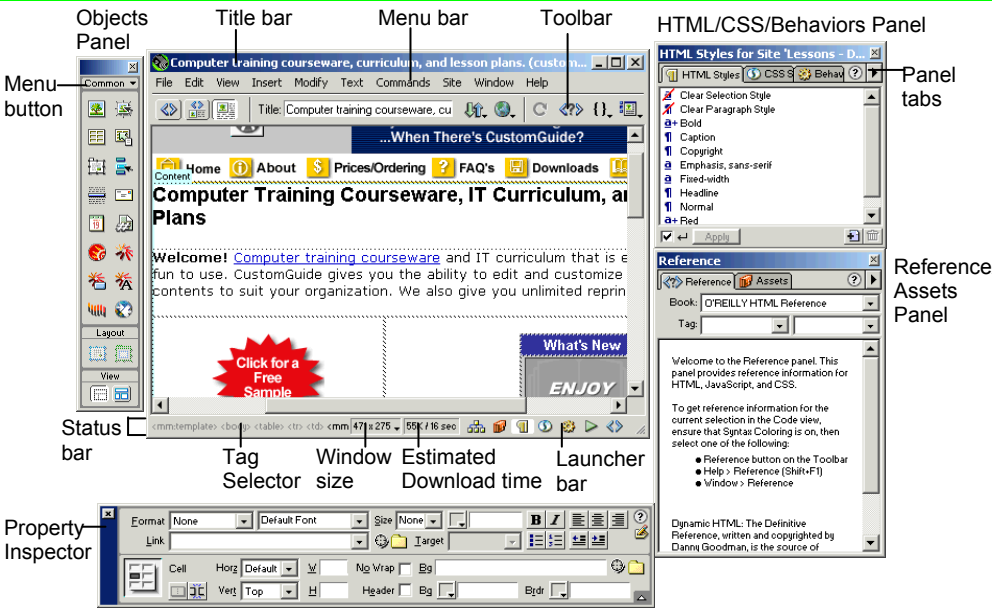 Objects
Panel
Title bar
Menu bar
Toolbar
HTML/CSS/Behaviors Panel
Menu
button
Common
19
Layout
View
Computer training courseware, curriculum, and lesson plans. (custom...
File Edit View Insert Modify Text Commands Site Window Help
Title: Computer training courseware, cu
...When There's CustomGuide?
Home About Prices/Ordering FAQ's Downloads
Content
Computer Training Courseware, IT Curriculum, a
Plans
Welcome! Computer training courseware and IT curriculum that is e
fun to use. CustomGuide gives you the ability to edit and customize
contents to suit your organization. We also give you unlimited reprin
Click for a
Free
Sample
What's New
ENJOY
<mm:template> <body> <table> <tr> <td> <mm 471 x 275 55K / 16 sec
HTML Styles for Site 'Lessons - D...
HTML Styles CSS S Behav ?
Panel
tabs
Clear Selection Style
Clear Paragraph Style
a+ Bold
¶ Caption
¶ Copyright
a Emphasis, sans-serif
a Fixed-width
¶ Headline
¶ Normal
a+ Red
Apply
Reference
<?> Reference Assets ?
Book: O'REILLY HTML Reference
Tag:
Reference
Assets
Panel
Welcome to the Reference panel. This
panel provides reference information for
HTML, JavaScript, and CSS.
To get reference information for the
current selection in the Code view,
ensure that Syntax Coloring is on, then
select one of the following:
● Reference button on the Toolbar
● Help > Reference (Shift+F1)
● Window > Reference
Dynamic HTML: The Definitive
Reference, written and copyrighted by
Danny Goodman, is the source of
Status
bar
Tag
Selector
Window
size
Estimated
Download time
Launcher
bar
Property
Inspector
Format None Default Font Size None B I ?
Link Target
Cell Horz Default W No Wrap Bg
Vert Top H Header Bg Brdr